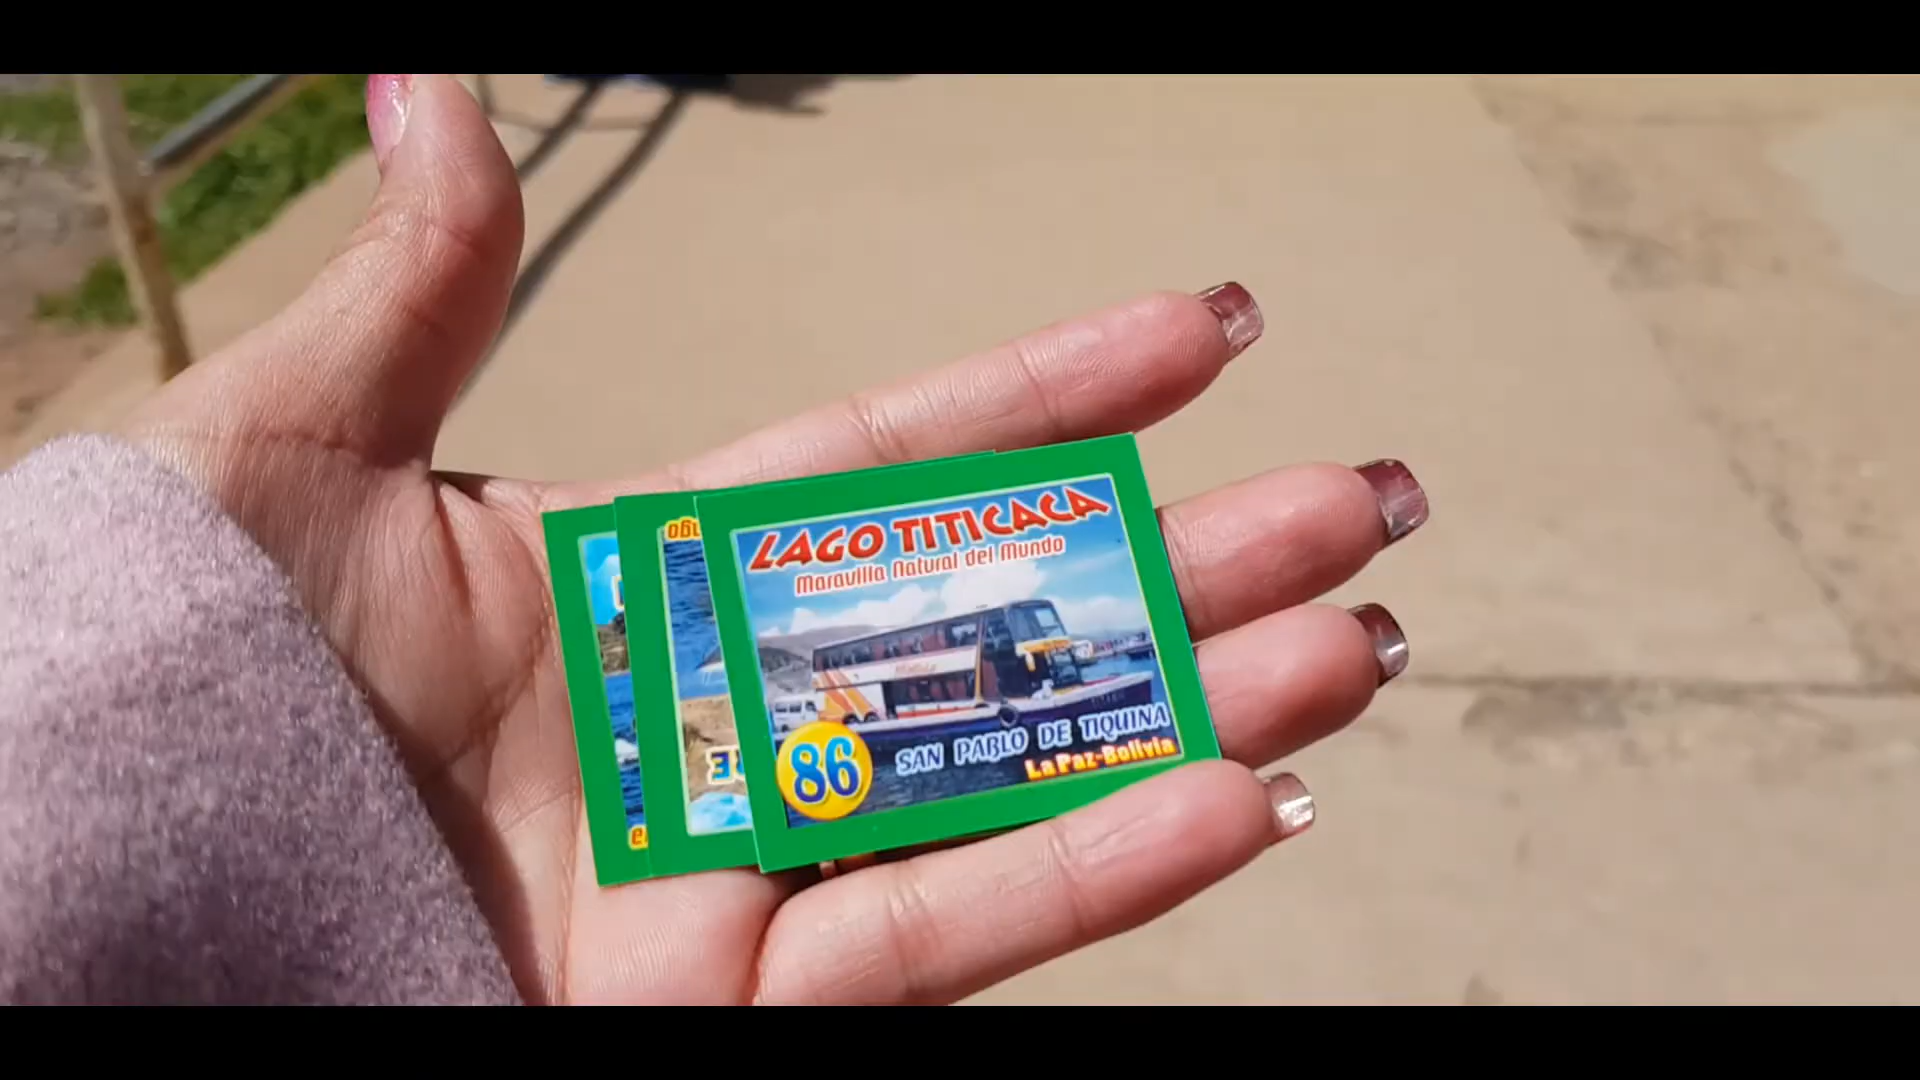 LAGO TITICACA
Maravilla Natural del Mundo
86
SAN PABLO DE TIQUINA
La Paz-Bolivia